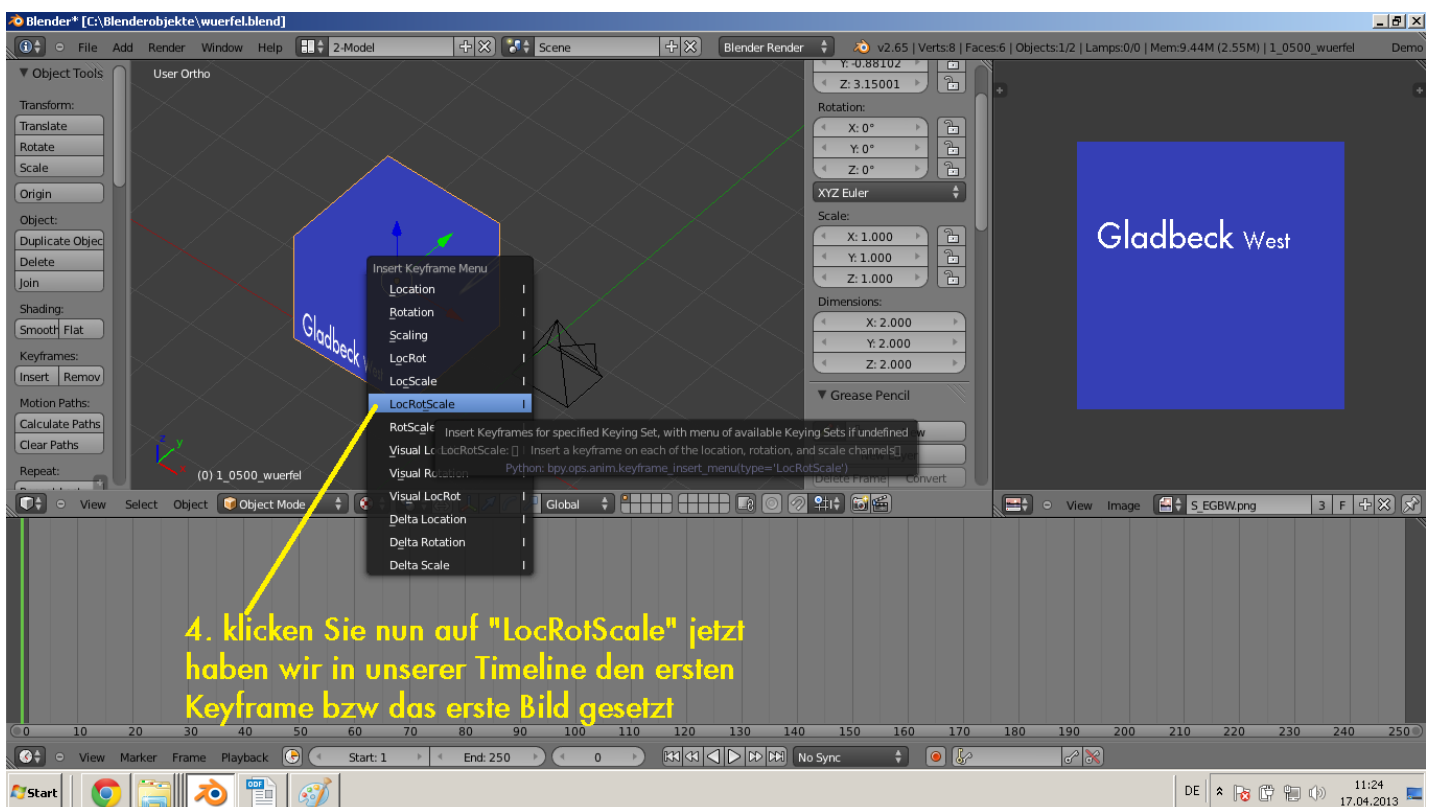 Blender* [C:\Blenderobjekte\wuerfel.blend]
File Add Render Window Help 2-Model Scene Blender Render v2.65 | Verts:8 | Faces:6 | Objects:1/2 | Lamps:0/0 | Mem:9.44M (2.55M) | 1_0500_wuerfel Demo
Object Tools
Transform:
Translate
Rotate
Scale
Origin
Object:
Duplicate Objec
Delete
Join
Shading:
Smooth Flat
Keyframes:
Insert Remov
Motion Paths:
Calculate Paths
Clear Paths
Repeat:
User Ortho
Gladbeck West
z y x
(0) 1_0500_wuerfel
Insert Keyframe Menu
Location I
Rotation I
Scaling I
LocRot I
LocScale I
LocRotScale I
RotScale
Visual Lo
Visual Rotation
Visual LocRot I
Delta Location I
Delta Rotation I
Delta Scale I
Insert Keyframes for specified Keying Set, with menu of available Keying Sets if undefined
LocRotScale: Insert a keyframe on each of the location, rotation, and scale channels
Python: bpy.ops.anim.keyframe_insert_menu(type='LocRotScale')
Y: -0.88102
Z: 3.15001
Rotation:
X: 0°
Y: 0°
Z: 0°
XYZ Euler
Scale:
X: 1.000
Y: 1.000
Z: 1.000
Dimensions:
X: 2.000
Y: 2.000
Z: 2.000
Grease Pencil
Delete Frame Convert
Gladbeck West
View Select Object Object Mode Global
View Image S_EGBW.png 3 F
4. klicken Sie nun auf "LocRotScale" jetzt
haben wir in unserer Timeline den ersten
Keyframe bzw das erste Bild gesetzt
0 10 20 30 40 50 60 70 80 90 100 110 120 130 140 150 160 170 180 190 200 210 220 230 240 250
View Marker Frame Playback Start: 1 End: 250 0 No Sync
Start ODF DE 11:24
17.04.2013